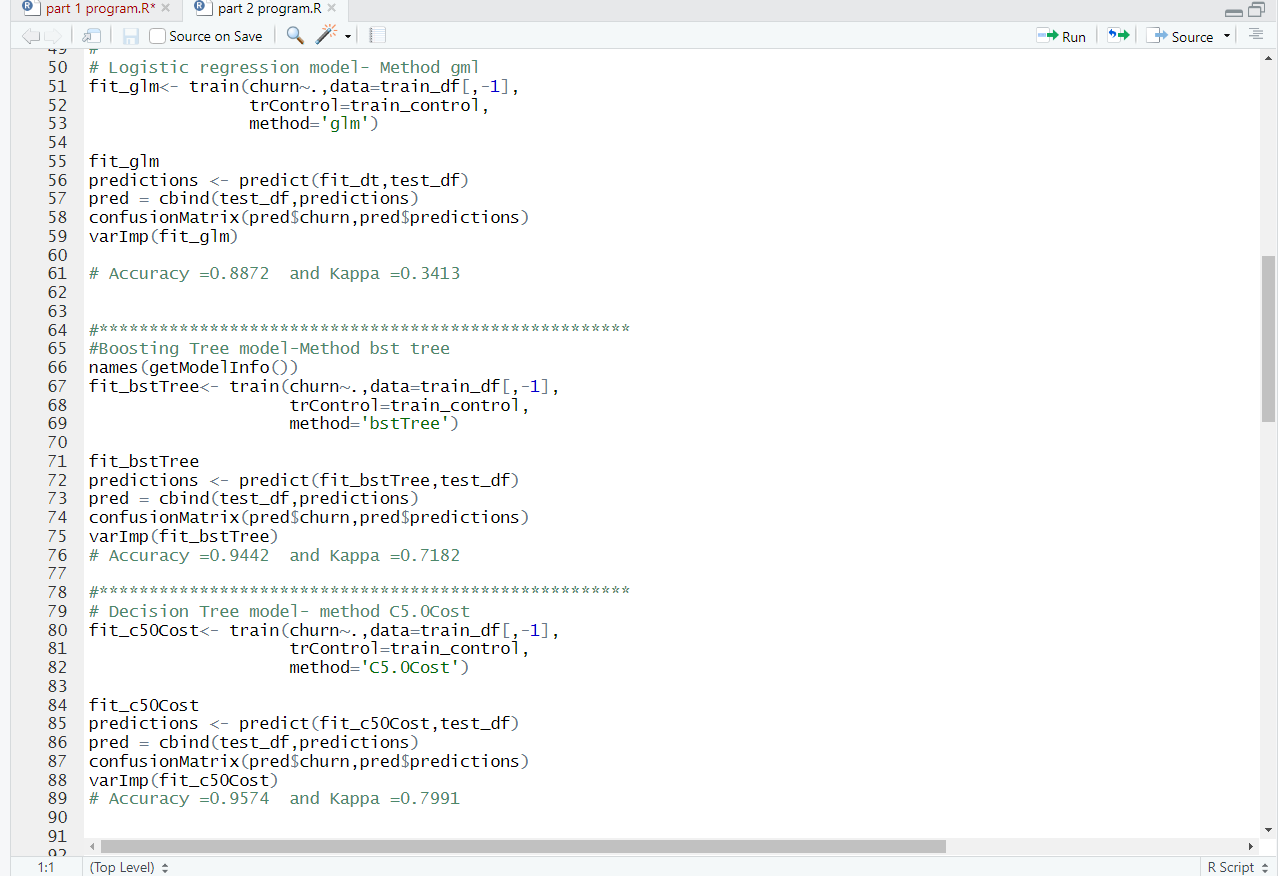 part 1 program.R* part 2 program.R
Source on Save Run Source
49 #
50 # Logistic regression model- Method gml
51 fit_glm<- train(churn~.,data=train_df[,-1],
52                 trControl=train_control,
53                 method='glm')
54
55 fit_glm
56 predictions <- predict(fit_dt,test_df)
57 pred = cbind(test_df,predictions)
58 confusionMatrix(pred$churn,pred$predictions)
59 varImp(fit_glm)
60
61 # Accuracy =0.8872  and Kappa =0.3413
62
63
64 #*****************************************************
65 #Boosting Tree model-Method bst tree
66 names(getModelInfo())
67 fit_bstTree<- train(churn~.,data=train_df[,-1],
68                     trControl=train_control,
69                     method='bstTree')
70
71 fit_bstTree
72 predictions <- predict(fit_bstTree,test_df)
73 pred = cbind(test_df,predictions)
74 confusionMatrix(pred$churn,pred$predictions)
75 varImp(fit_bstTree)
76 # Accuracy =0.9442  and Kappa =0.7182
77
78 #*****************************************************
79 # Decision Tree model- method C5.0Cost
80 fit_c50Cost<- train(churn~.,data=train_df[,-1],
81                     trControl=train_control,
82                     method='C5.0Cost')
83
84 fit_c50Cost
85 predictions <- predict(fit_c50Cost,test_df)
86 pred = cbind(test_df,predictions)
87 confusionMatrix(pred$churn,pred$predictions)
88 varImp(fit_c50Cost)
89 # Accuracy =0.9574  and Kappa =0.7991
90
91
92
1:1 (Top Level) R Script